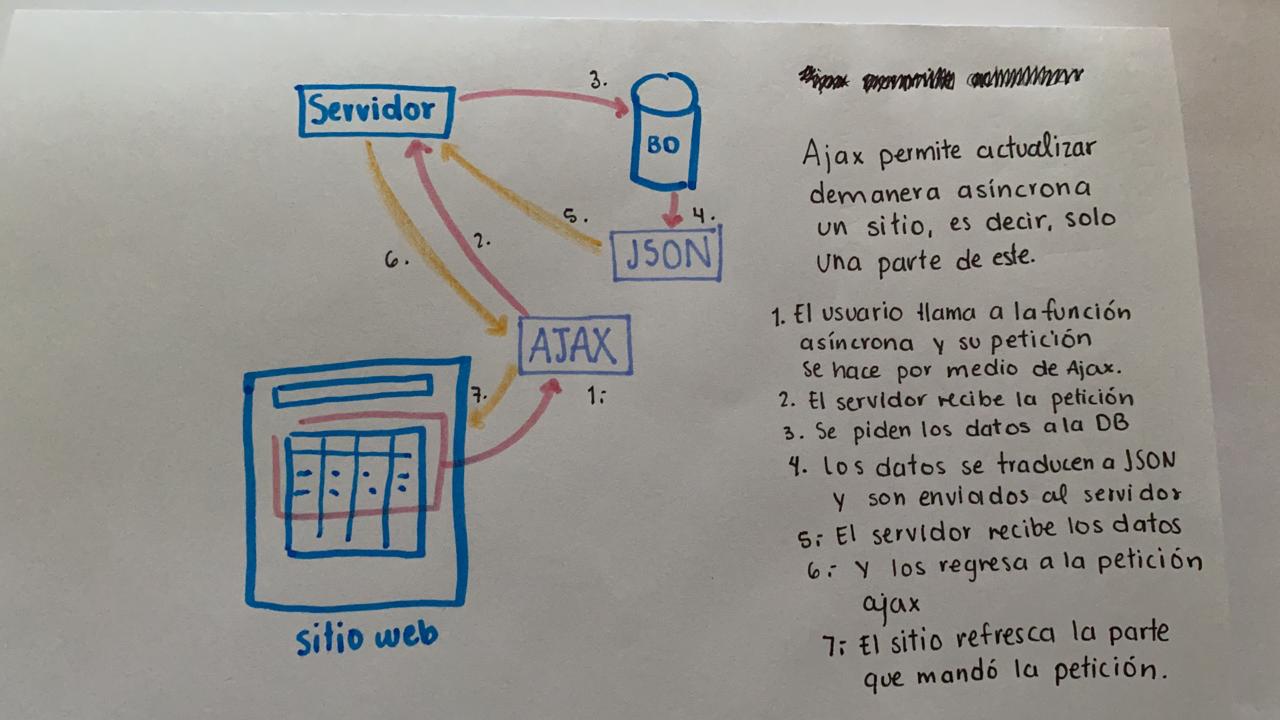 Servidor
3.
BD
4.
JSON
5.
2.
6.
AJAX
7.
1:
sitio web
Ajax permite actualizar
demanera asíncrona
un sitio, es decir, solo
una parte de este.
1. El usuario llama a la función
asíncrona y su petición
se hace por medio de Ajax.
2. El servidor recibe la petición
3. Se piden los datos a la DB
4. Los datos se traducen a JSON
y son enviados al servidor
5: El servidor recibe los datos
6: Y los regresa a la petición
ajax
7: El sitio refresca la parte
que mandó la petición.